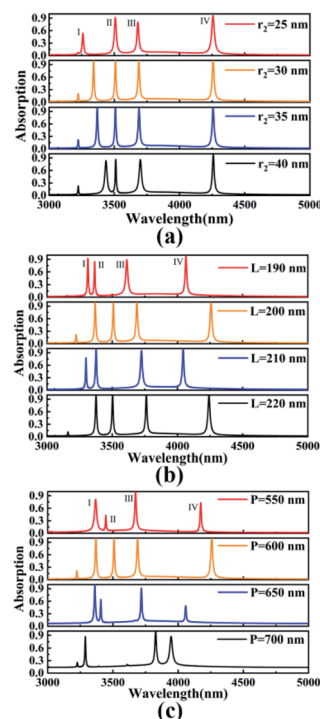 I II III IV
r2=25 nm
r2=30 nm
r2=35 nm
r2=40 nm
0.9
0.6
0.3
0.0
0.9
0.6
0.3
0.0
0.9
0.6
0.3
0.0
0.9
0.6
0.3
0.0
Absorption
3000 3500 4000 4500 5000
Wavelength(nm)
(a)
I II III IV
L=190 nm
L=200 nm
L=210 nm
L=220 nm
0.9
0.6
0.3
0.0
0.9
0.6
0.3
0.0
0.9
0.6
0.3
0.0
0.9
0.6
0.3
0.0
Absorption
3000 3500 4000 4500 5000
Wavelength(nm)
(b)
I II III IV
P=550 nm
P=600 nm
P=650 nm
P=700 nm
0.9
0.6
0.3
0.0
0.9
0.6
0.3
0.0
0.9
0.6
0.3
0.0
0.9
0.6
0.3
0.0
Absorption
3000 3500 4000 4500 5000
Wavelength(nm)
(c)